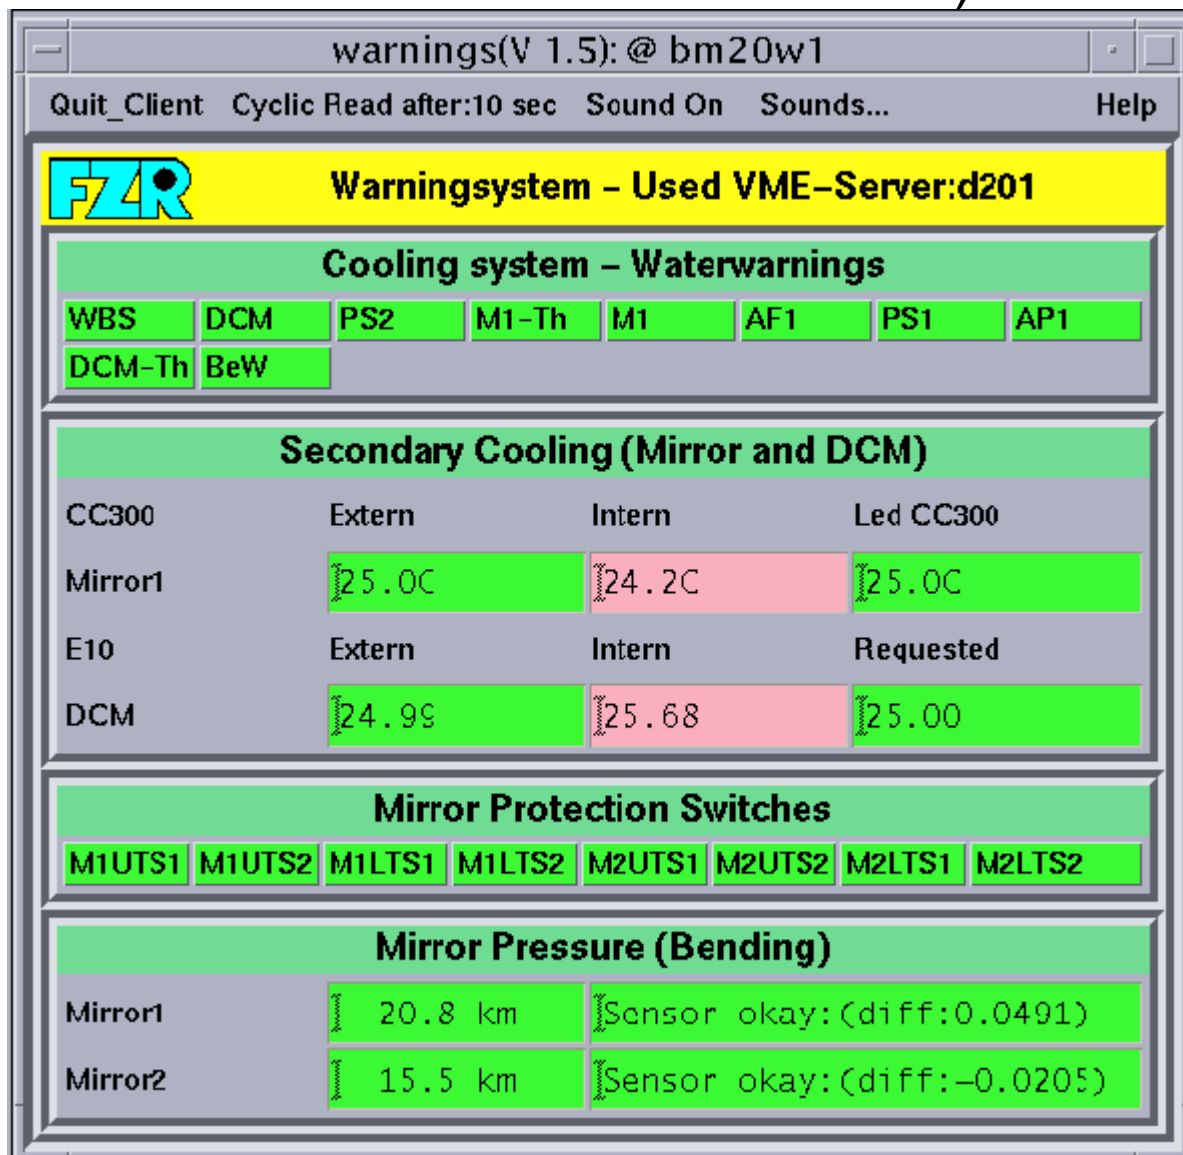 warnings(V 1.5): @ bm20w1
Quit_Client Cyclic Read after:10 sec Sound On Sounds... Help
FZR Warningsystem – Used VME–Server:d201
Cooling system – Waterwarnings
WBS DCM PS2 M1-Th M1 AF1 PS1 AP1
DCM-Th BeW
Secondary Cooling (Mirror and DCM)
CC300 Extern Intern Led CC300
Mirror1 25.0C 24.2C 25.0C
E10 Extern Intern Requested
DCM 24.99 25.68 25.00
Mirror Protection Switches
M1UTS1 M1UTS2 M1LTS1 M1LTS2 M2UTS1 M2UTS2 M2LTS1 M2LTS2
Mirror Pressure (Bending)
Mirror1 20.8 km Sensor okay:(diff:0.0491)
Mirror2 15.5 km Sensor okay:(diff:–0.0205)